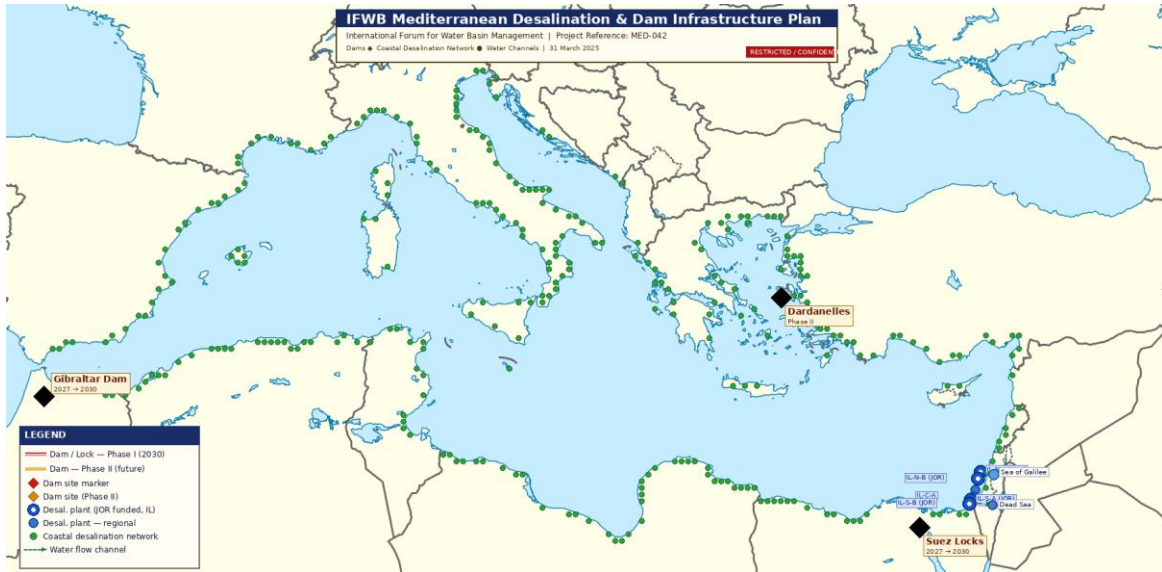 IFWB Mediterranean Desalination & Dam Infrastructure Plan
International Forum for Water Basin Management | Project Reference: MED-042
Dams ◆ Coastal Desalination Network ● Water Channels | 31 March 2025
RESTRICTED / CONFIDENT
Dardanelles
Phase II
Gibraltar Dam
2027 → 2030
LEGEND
Dam / Lock — Phase I (2030)
Dam — Phase II (future)
Dam site marker
Dam site (Phase II)
Desal. plant (JOR funded, IL)
Desal. plant — regional
Coastal desalination network
Water flow channel
Sea of Galilee
IL-N-B (JOR)
IL-C-A
IL-S-A (JOR)
IL-S-B (JOR)
Dead Sea
Suez Locks
2027 → 2030